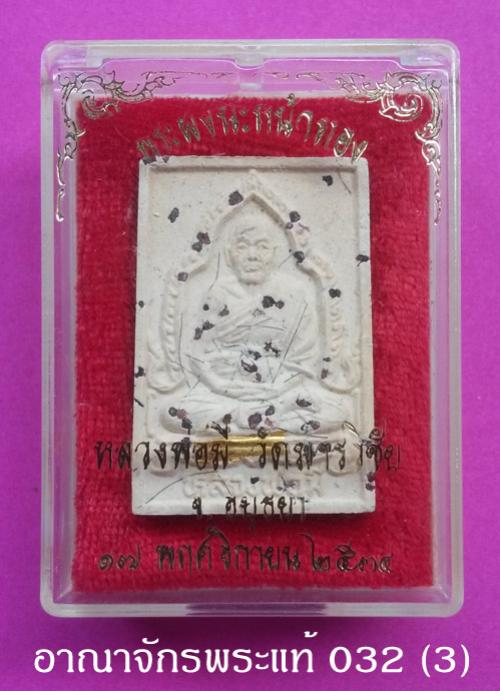 พระผงนะหน้าทอง
หลวงพ่อมี วัดมารวิชัย
จ. อยุธยา
๑๗ พฤศจิกายน ๒๕๓๔
อาณาจักรพระแท้ 032 (3)